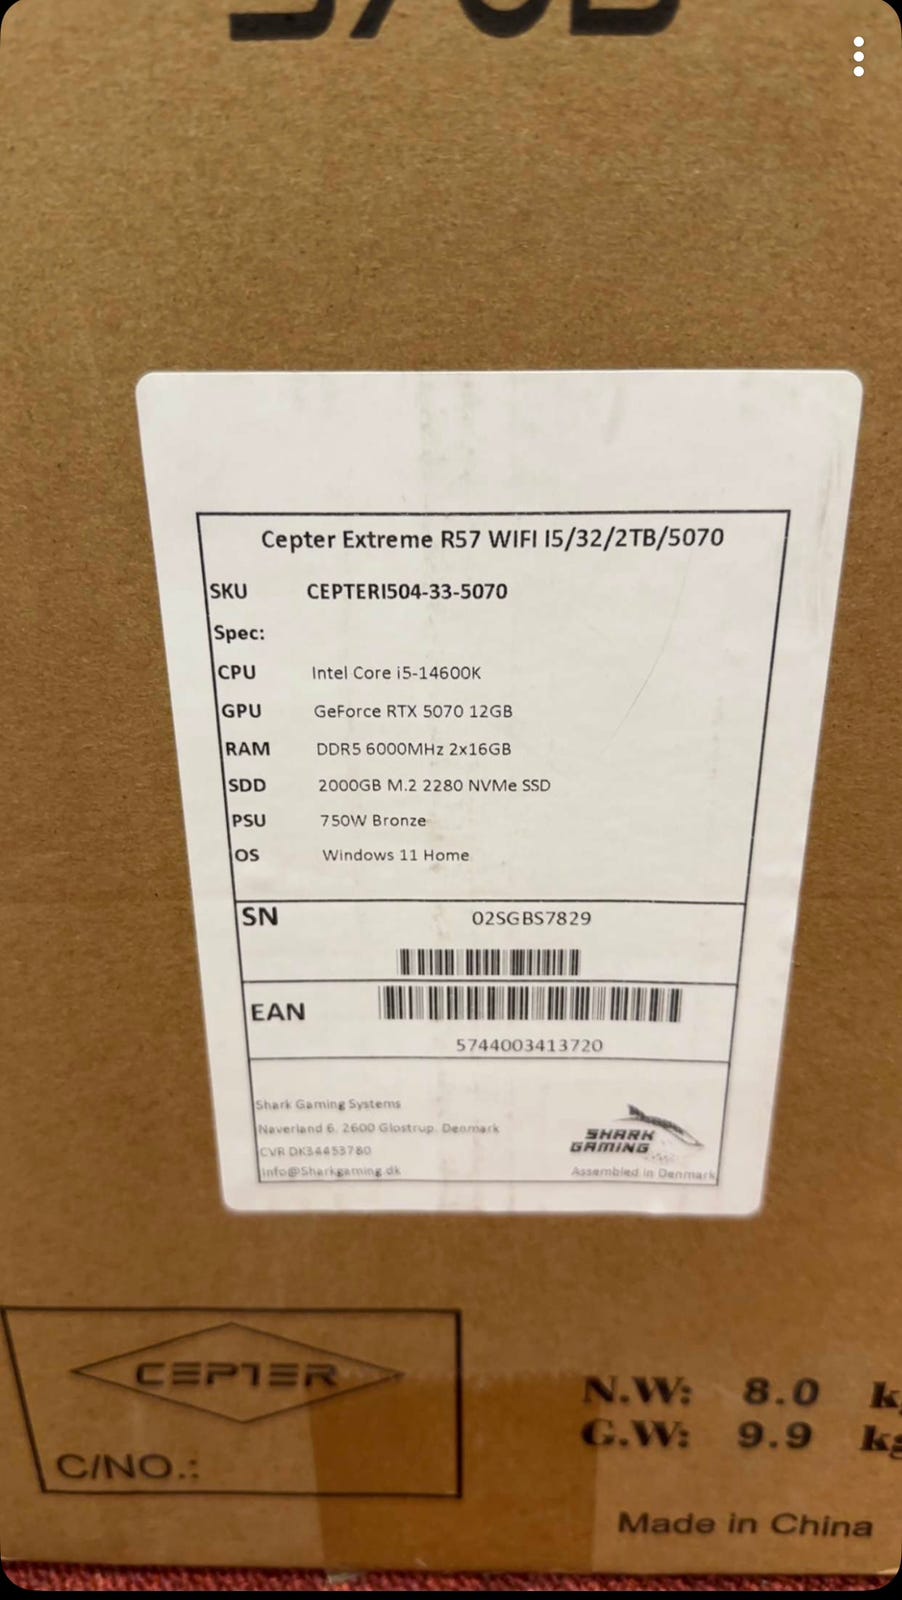 Cepter Extreme R57 WIFI I5/32/2TB/5070
SKU CEPTERI504-33-5070
Spec:
CPU Intel Core i5-14600K
GPU GeForce RTX 5070 12GB
RAM DDR5 6000MHz 2x16GB
SDD 2000GB M.2 2280 NVMe SSD
PSU 750W Bronze
OS Windows 11 Home
SN 02SGBS7829
EAN
5744003413720
Shark Gaming Systems
Naverland 6, 2600 Glostrup, Denmark
CVR DK34453780
Info@Sharkgaming.dk
SHARK
GAMING
Assembled in Denmark
CEPTER
C/NO.:
N.W: 8.0
G.W: 9.9
Made in China